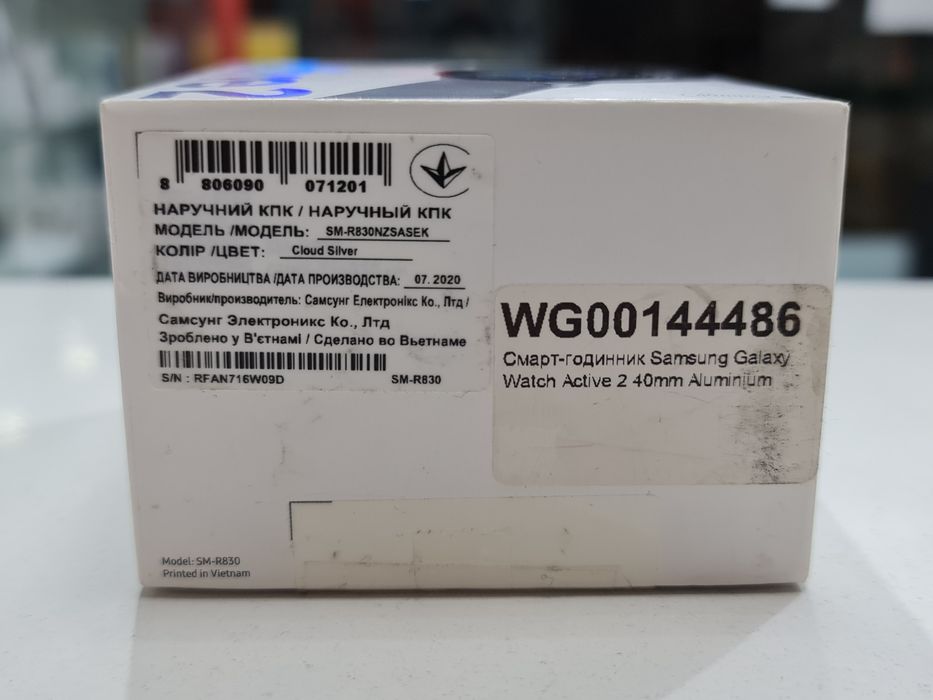 8 806090 071201
НАРУЧНИЙ КПК / НАРУЧНЫЙ КПК
МОДЕЛЬ /МОДЕЛЬ: SM-R830NZSASEK
КОЛІР /ЦВЕТ: Cloud Silver
ДАТА ВИРОБНИЦТВА /ДАТА ПРОИЗВОДСТВА: 07. 2020
Виробник/производитель: Самсунг Електронікс Ко., Лтд /
Самсунг Электроникс Ко., Лтд
Зроблено у В'єтнамі / Сделано во Вьетнаме
S/N : RFAN716W09D SM-R830
WG00144486
Смарт-годинник Samsung Galaxy
Watch Active 2 40mm Aluminium
Model: SM-R830
Printed in Vietnam